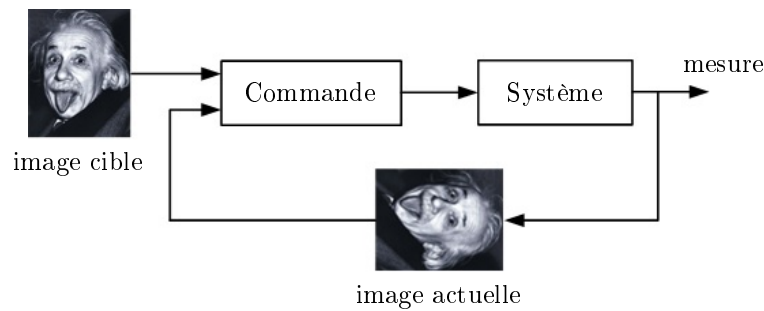 mesure
Commande
Système
image cible
image actuelle